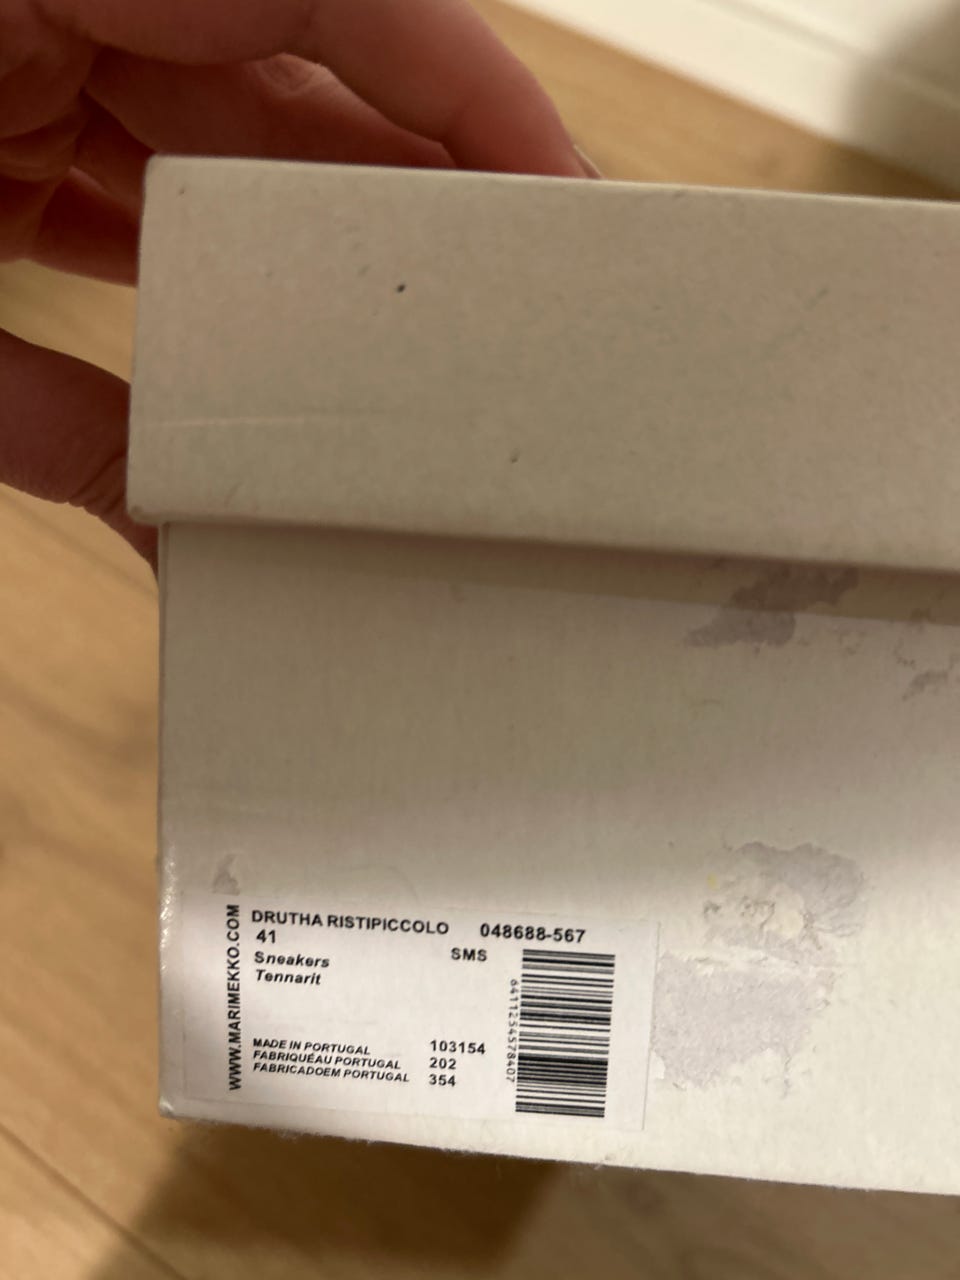 WWW.MARIMEKKO.COM
DRUTHA RISTIPICCOLO 048688-567
41
Sneakers SMS
Tennarit
MADE IN PORTUGAL 103154
FABRIQUÉAU PORTUGAL 202
FABRICADOEM PORTUGAL 354
6411254578407